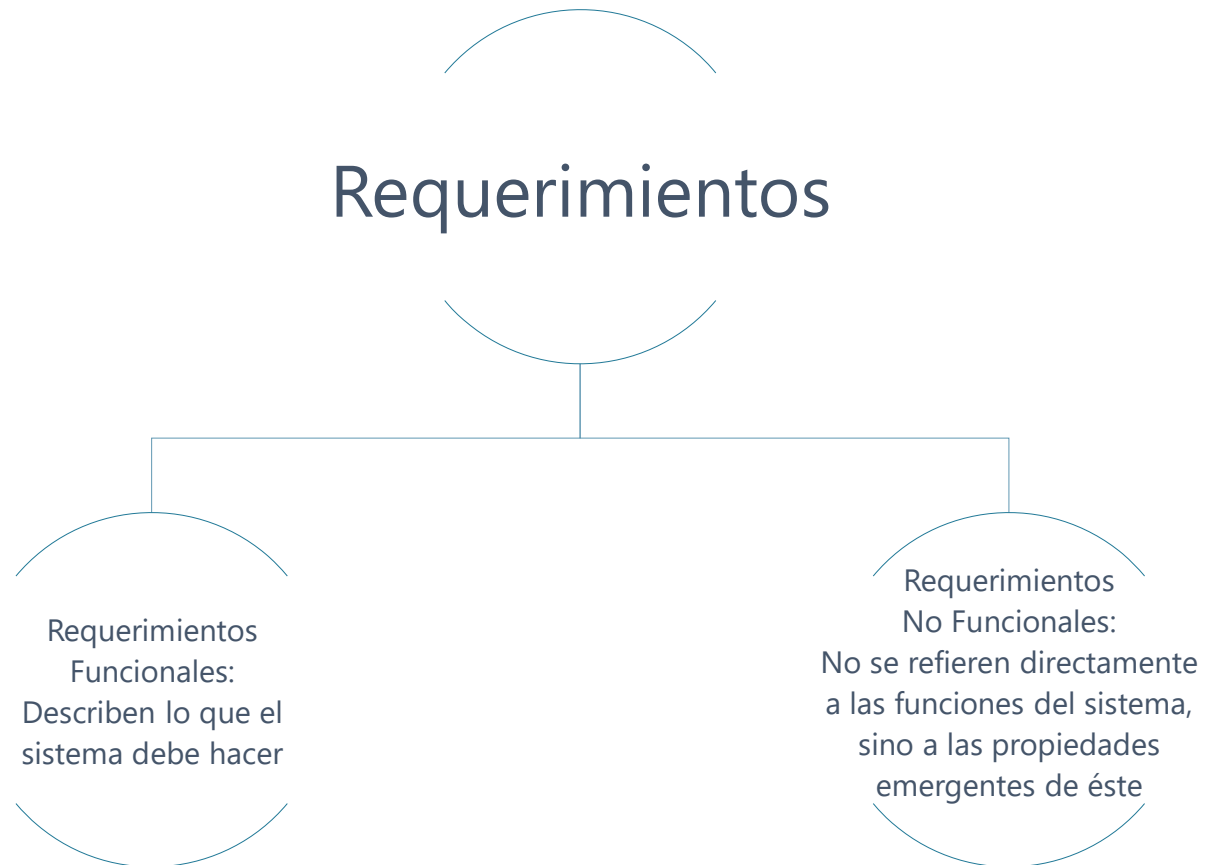 Requerimientos
Requerimientos
Funcionales:
Describen lo que el
sistema debe hacer
Requerimientos
No Funcionales:
No se refieren directamente
a las funciones del sistema,
sino a las propiedades
emergentes de éste